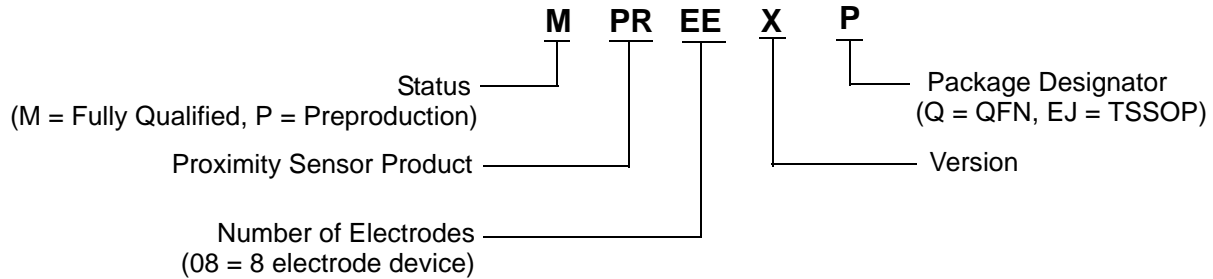 M PR EE X P
Status
(M = Fully Qualified, P = Preproduction)
Package Designator
(Q = QFN, EJ = TSSOP)
Proximity Sensor Product
Version
Number of Electrodes
(08 = 8 electrode device)